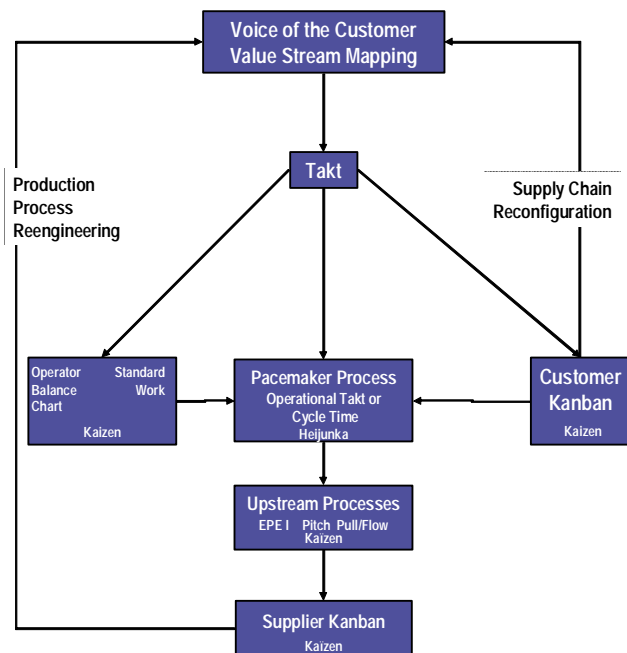 Voice of the Customer
Value Stream Mapping
Takt
Production
Process
Reengineering
Supply Chain
Reconfiguration
Operator Standard
Balance Work
Chart
Kaizen
Pacemaker Process
Operational Takt or
Cycle Time
Heijunka
Customer
Kanban
Kaizen
Upstream Processes
EPE I Pitch Pull/Flow
Kaïzen
Supplier Kanban
Kaïzen